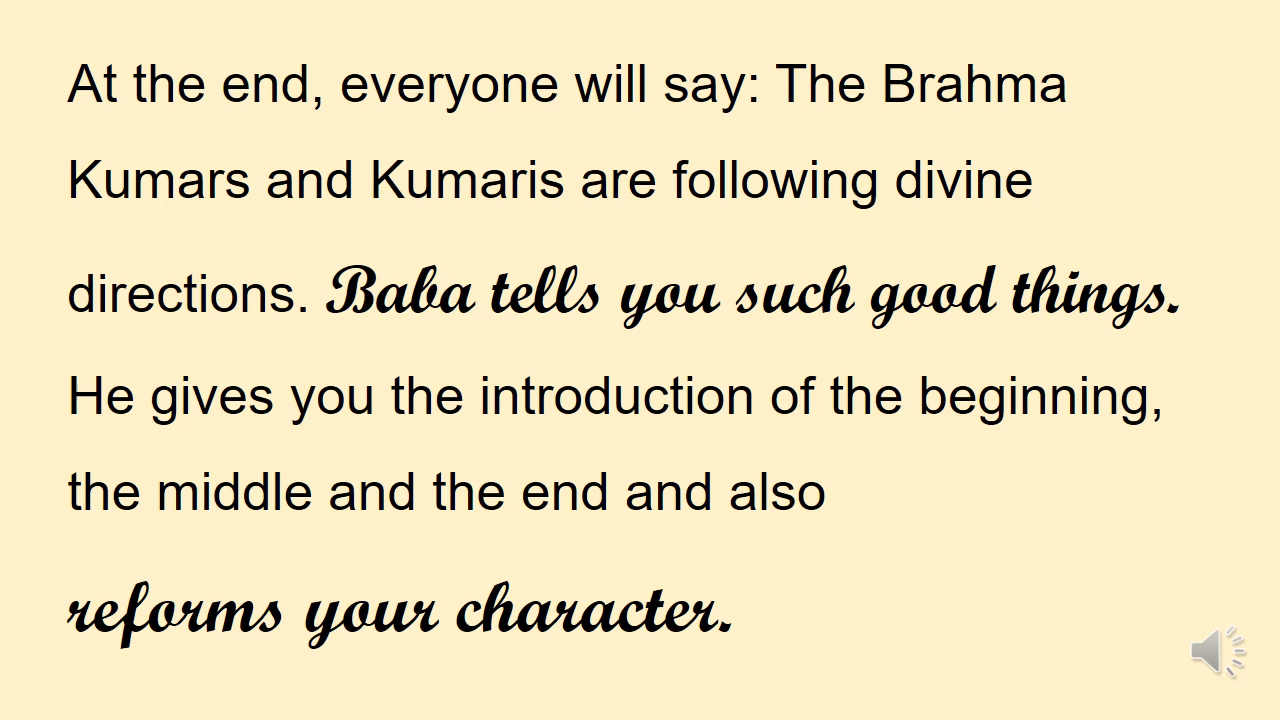 At the end, everyone will say: The Brahma
Kumars and Kumaris are following divine
directions. Baba tells you such good things.
He gives you the introduction of the beginning,
the middle and the end and also
reforms your character.